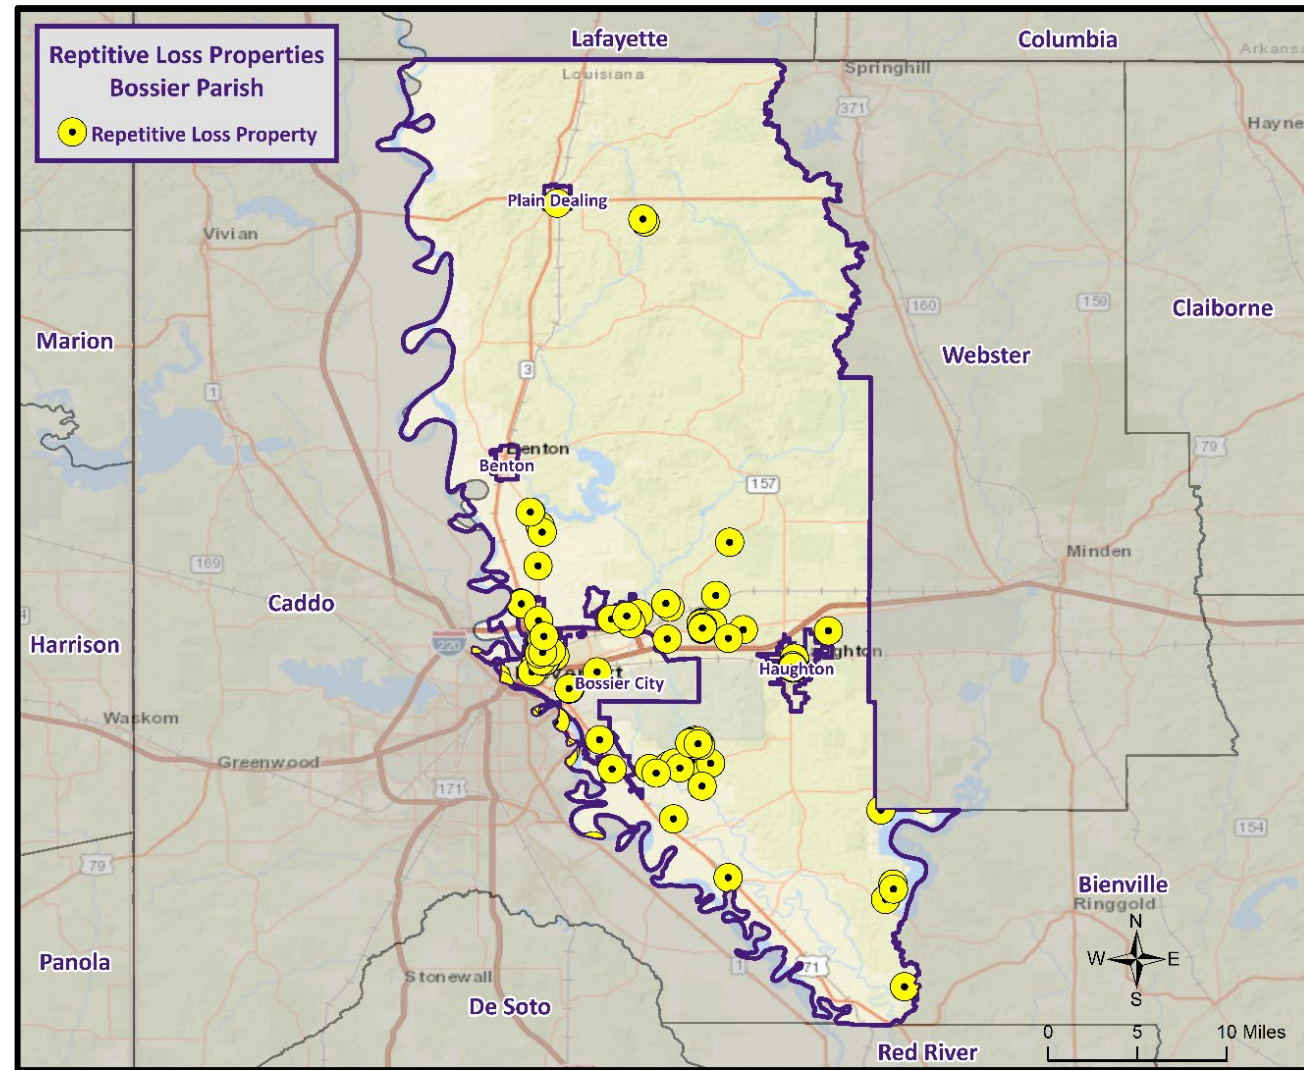 Reptitive Loss Properties
Bossier Parish
Repetitive Loss Property
Lafayette
Columbia
Louisiana
Springhill
371
Plain Dealing
Vivian
Marion
160
159
Claiborne
Webster
3
1
Benton
Benton
79
157
169
Minden
Caddo
Harrison
220
Haughton
Bossier City
Waskom
Greenwood
171
154
79
Bienville
Ringgold
N
W
E
S
Panola
Stonewall
1
71
De Soto
Red River
0
5
10 Miles